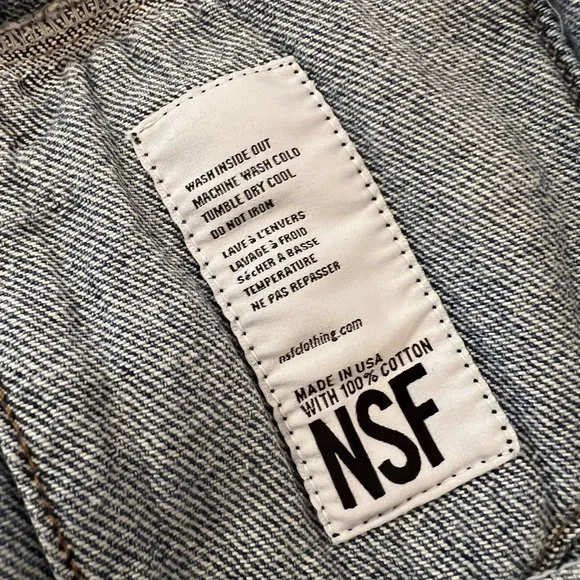 WASH INSIDE OUT
MACHINE WASH COLD
TUMBLE DRY COOL
DO NOT IRON
LAVE à L'ENVERS
LAVAGE à FROID
SéCHER A BASSE
TEMPERATURE
NE PAS REPASSER
nsfclothing.com
MADE IN USA
WITH 100% COTTON
NSF